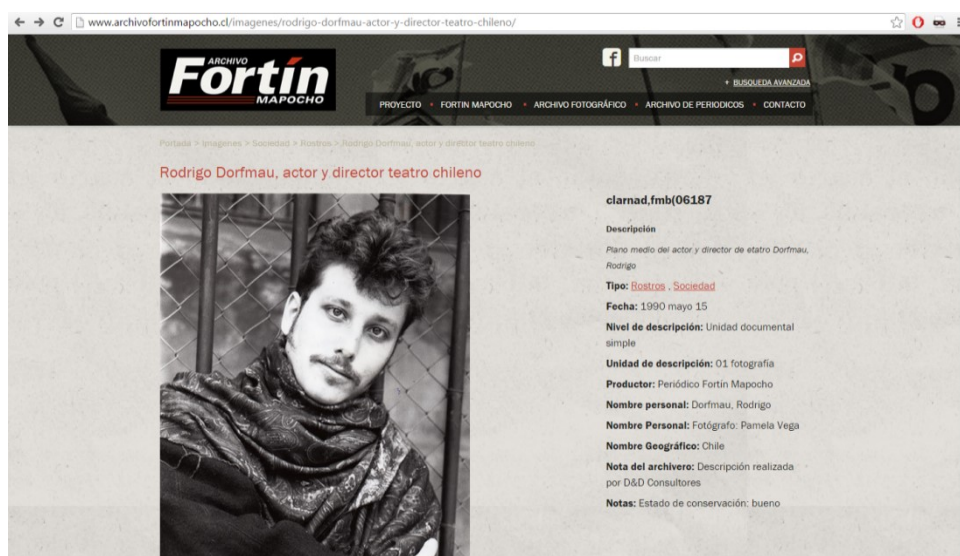 www.archivofortinmapocho.cl/imagenes/rodrigo-dorfmau-actor-y-director-teatro-chileno/
ARCHIVO
Fortín
MAPOCHO
Buscar
+ BUSQUEDA AVANZADA
PROYECTO • FORTIN MAPOCHO • ARCHIVO FOTOGRÁFICO • ARCHIVO DE PERIODICOS • CONTACTO
Portada > Imagenes > Sociedad > Rostros > Rodrigo Dorfmau, actor y director teatro chileno
Rodrigo Dorfmau, actor y director teatro chileno
clarnad,fmb(06187
Descripción
Plano medio del actor y director de etatro Dorfmau,
Rodrigo
Tipo: Rostros , Sociedad
Fecha: 1990 mayo 15
Nivel de descripción: Unidad documental
simple
Unidad de descripción: 01 fotografía
Productor: Periódico Fortín Mapocho
Nombre personal: Dorfmau, Rodrigo
Nombre Personal: Fotógrafo: Pamela Vega
Nombre Geográfico: Chile
Nota del archivero: Descripción realizada
por D&D Consultores
Notas: Estado de conservación: bueno